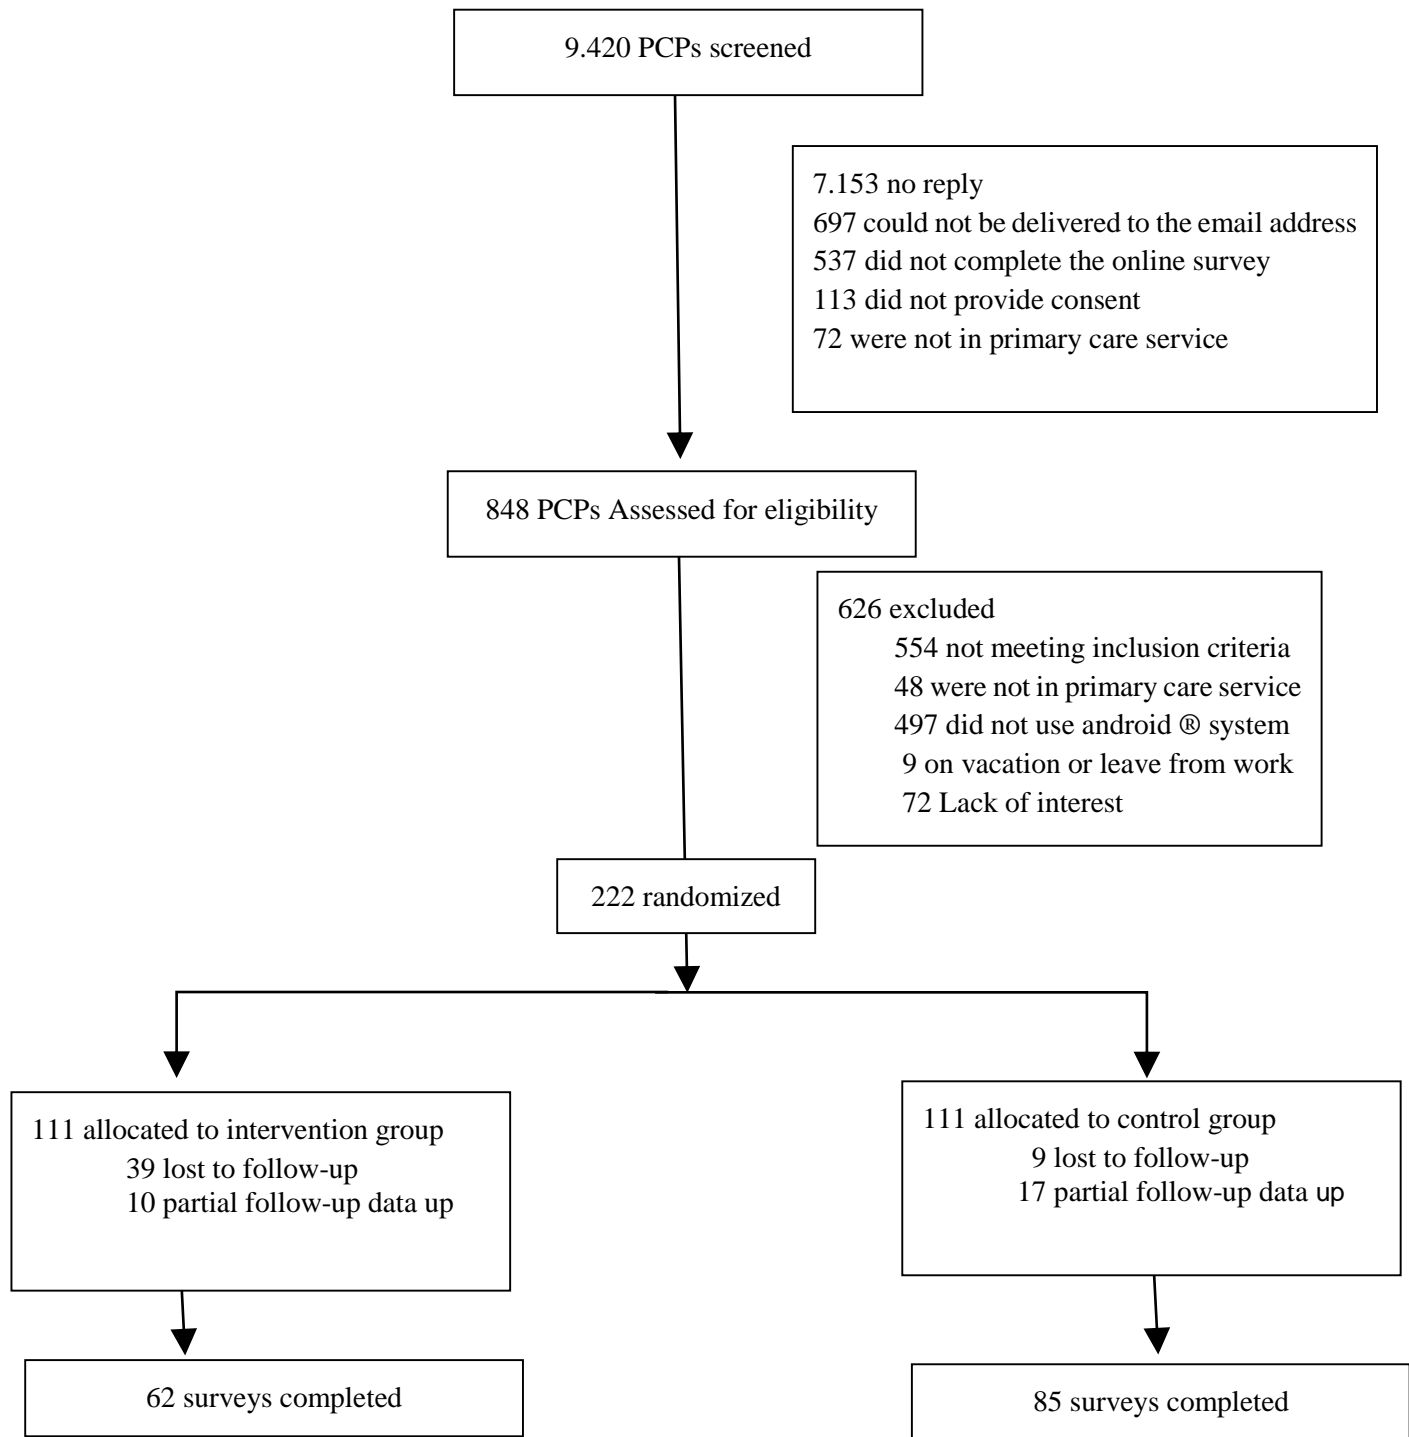 9.420 PCPs screened
7.153 no reply
697 could not be delivered to the email address
537 did not complete the online survey
113 did not provide consent
72 were not in primary care service
848 PCPs Assessed for eligibility
626 excluded
554 not meeting inclusion criteria
48 were not in primary care service
497 did not use android ® system
9 on vacation or leave from work
72 Lack of interest
222 randomized
111 allocated to intervention group
39 lost to follow-up
10 partial follow-up data up
111 allocated to control group
9 lost to follow-up
17 partial follow-up data up
62 surveys completed
85 surveys completed